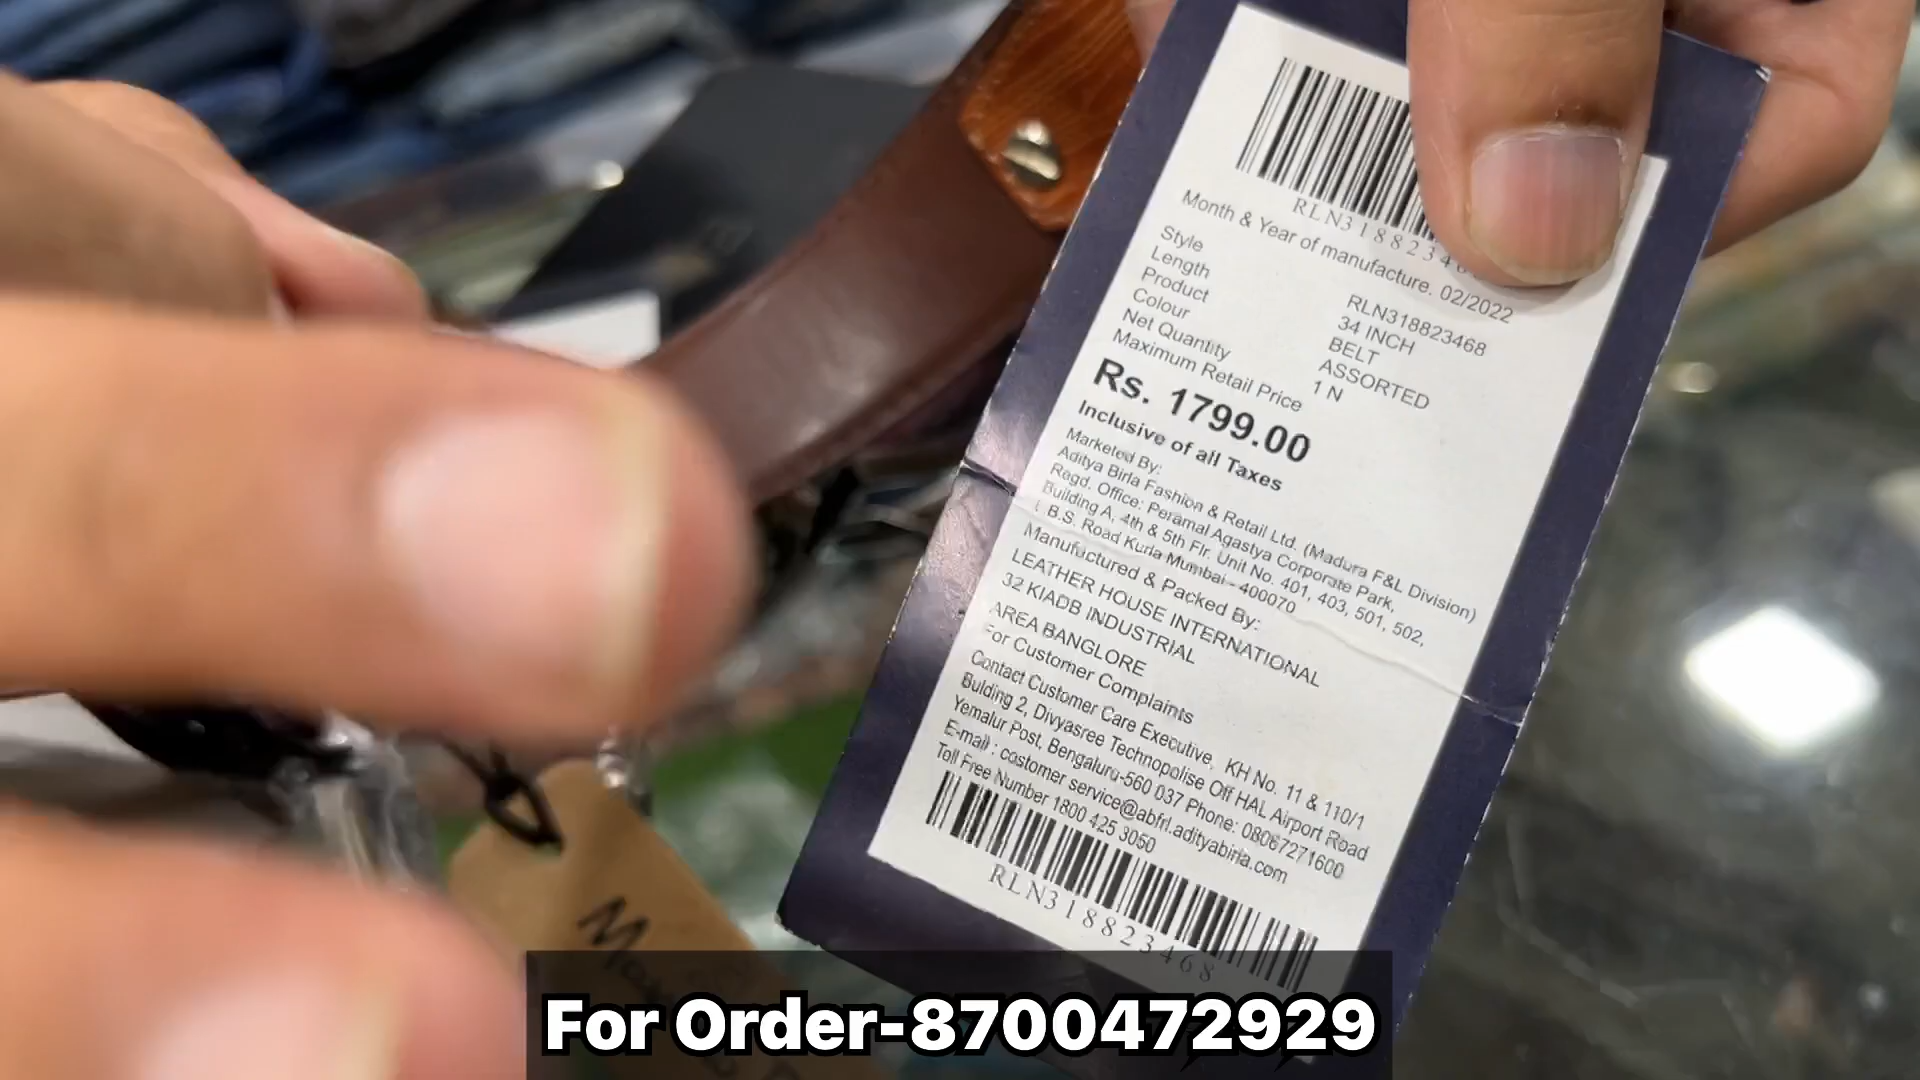 RLN318823468
Month & Year of manufacture. 02/2022
Style RLN318823468
Length 34 INCH
Product BELT
Colour ASSORTED
Net Quantity 1 N
Maximum Retail Price
Rs. 1799.00
Inclusive of all Taxes
Marketed By:
Aditya Birla Fashion & Retail Ltd. (Madura F&L Division)
Regd. Office: Peramal Agastya Corporate Park,
Building A, 4th & 5th Flr. Unit No. 401, 403, 501, 502,
L B.S. Road Kurla Mumbai - 400070
Manufuctured & Packed By:
LEATHER HOUSE INTERNATIONAL
32 KIADB INDUSTRIAL
AREA BANGLORE
For Customer Complaints
Contact Customer Care Executive, KH No. 11 & 110/1
Bulding 2, Divyasree Technopolise Off HAL Airport Road
Yemalur Post, Bengaluru-560 037 Phone: 08067271600
E-mail : costomer service@abfrl.adityabirla.com
Toll Free Number 1800 425 3050
RLN318823468
For Order-8700472929